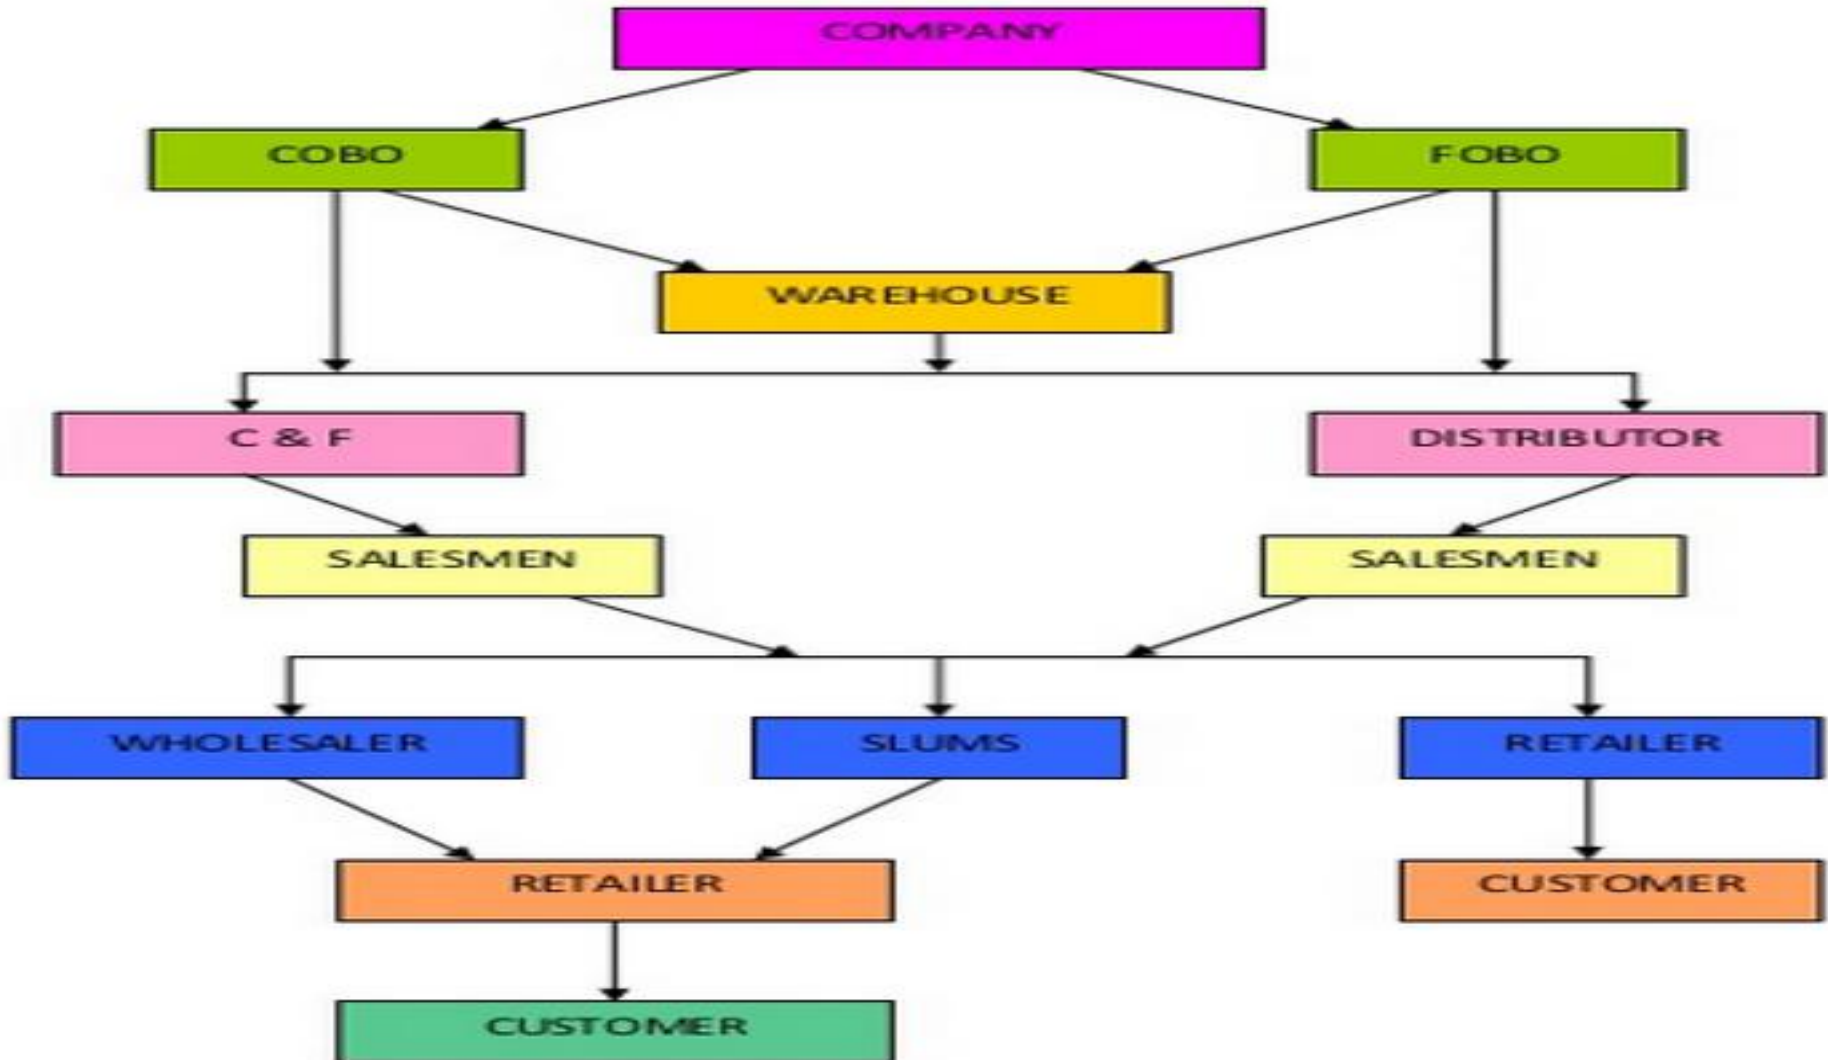 COMPANY
COBO
FOBO
WAREHOUSE
C & F
DISTRIBUTOR
SALESMEN
SALESMEN
WHOLESALER
SLUMS
RETAILER
RETAILER
CUSTOMER
CUSTOMER